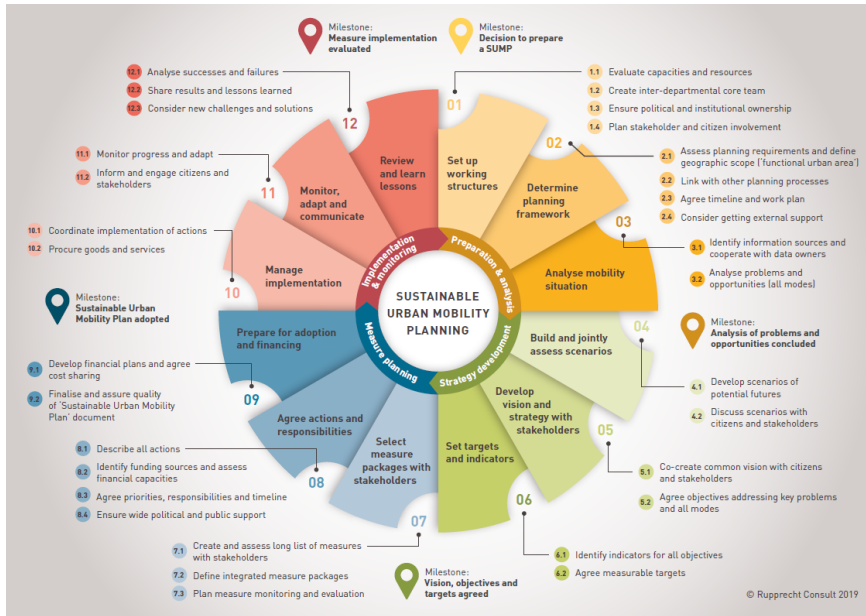 Milestone:
Measure implementation
evaluated
Milestone:
Decision to prepare
a SUMP
12.1 Analyse successes and failures
12.2 Share results and lessons learned
12.3 Consider new challenges and solutions
1.1 Evaluate capacities and resources
1.2 Create inter-departmental core team
1.3 Ensure political and institutional ownership
1.4 Plan stakeholder and citizen involvement
11.1 Monitor progress and adapt
11.2 Inform and engage citizens and
stakeholders
2.1 Assess planning requirements and define
geographic scope (‘functional urban area’)
2.2 Link with other planning processes
2.3 Agree timeline and work plan
2.4 Consider getting external support
10.1 Coordinate implementation of actions
10.2 Procure goods and services
3.1 Identify information sources and
cooperate with data owners
3.2 Analyse problems and
opportunities (all modes)
Milestone:
Sustainable Urban
Mobility Plan adopted
Milestone:
Analysis of problems and
opportunities concluded
01
Set up
working
structures
02
Determine
planning
framework
03
Analyse mobility
situation
04
Build and jointly
assess scenarios
05
Develop
vision and
strategy with
stakeholders
06
Set targets
and indicators
07
Select
measure
packages with
stakeholders
08
Agree actions and
responsibilities
09
Prepare for adoption
and financing
10
Manage
implementation
11
Monitor,
adapt and
communicate
12
Review
and learn
lessons
Implementation
& monitoring
Preparation & analysis
Strategy development
Measure planning
SUSTAINABLE
URBAN MOBILITY
PLANNING
9.1 Develop financial plans and agree
cost sharing
9.2 Finalise and assure quality
of ‘Sustainable Urban Mobility
Plan’ document
4.1 Develop scenarios of
potential futures
4.2 Discuss scenarios with
citizens and stakeholders
8.1 Describe all actions
8.2 Identify funding sources and assess
financial capacities
8.3 Agree priorities, responsibilities and timeline
8.4 Ensure wide political and public support
5.1 Co-create common vision with citizens
and stakeholders
5.2 Agree objectives addressing key problems
and all modes
7.1 Create and assess long list of measures
with stakeholders
7.2 Define integrated measure packages
7.3 Plan measure monitoring and evaluation
Milestone:
Vision, objectives and
targets agreed
6.1 Identify indicators for all objectives
6.2 Agree measurable targets
© Rupprecht Consult 2019